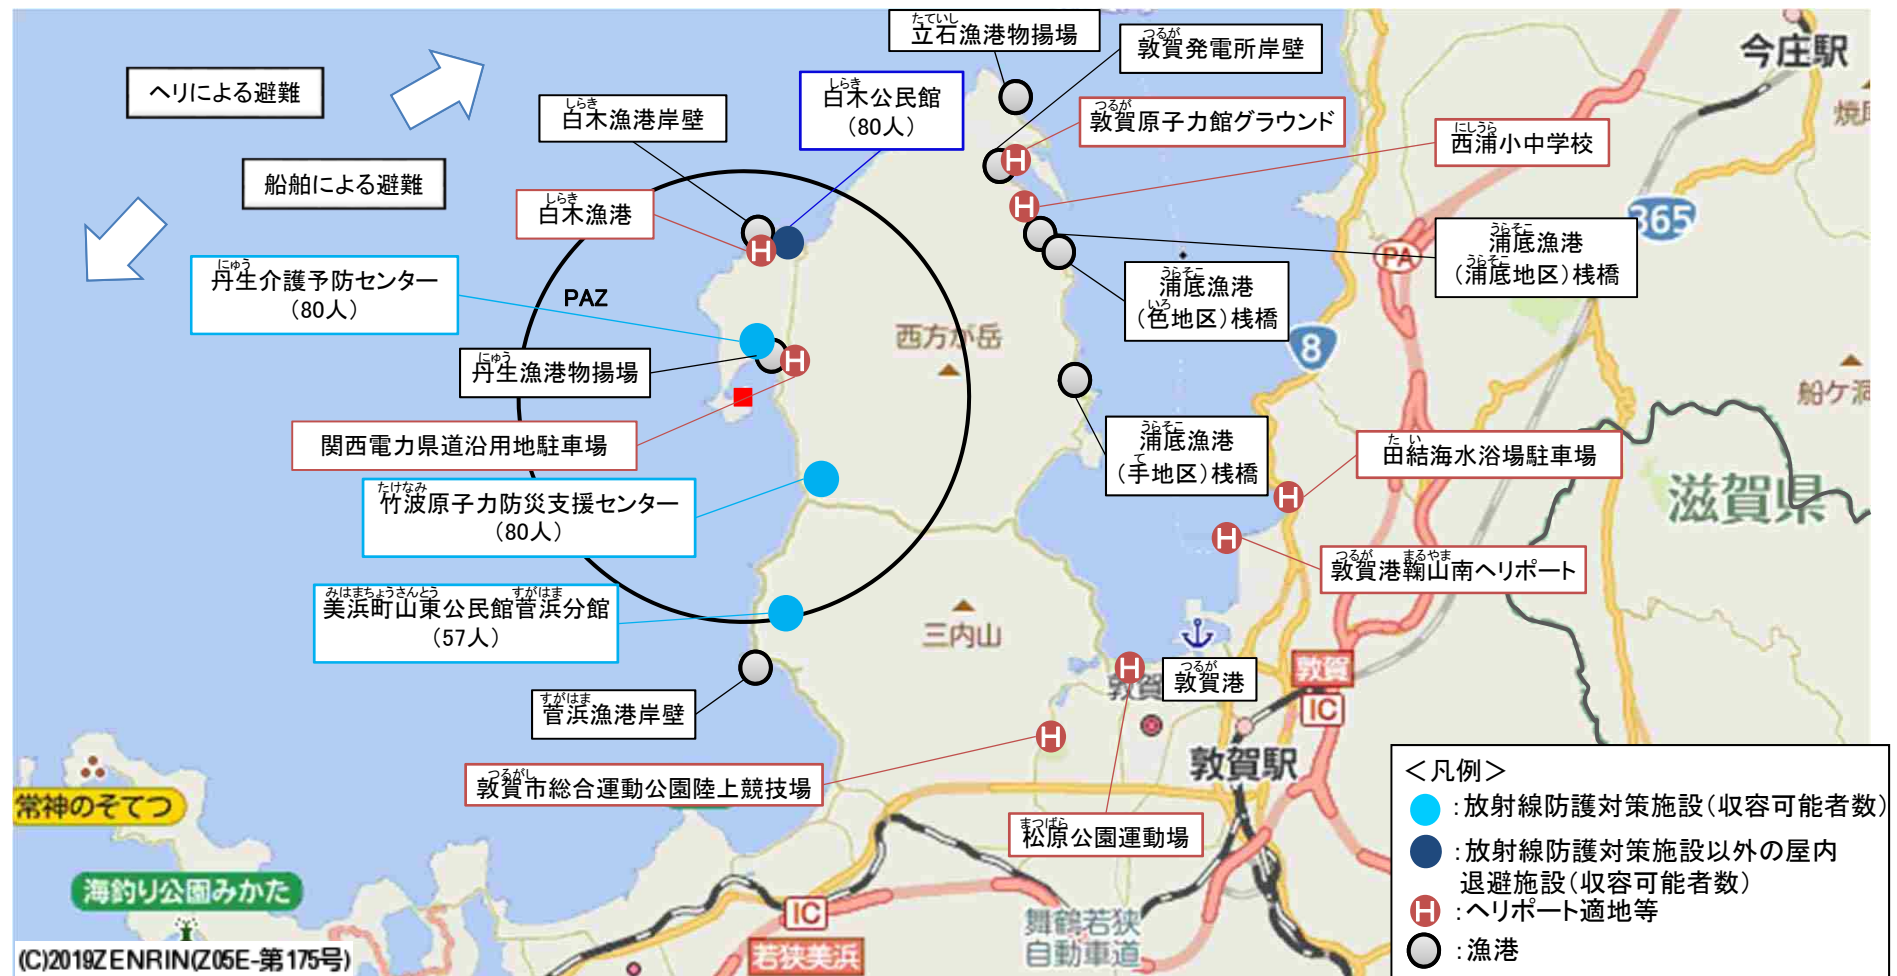 ヘリによる避難
船舶による避難
たていし
立石漁港物揚場
つるが
敦賀発電所岸壁
今庄駅
しらき
白木公民館
(80人)
しらき
白木漁港岸壁
つるが
敦賀原子力館グラウンド
にしうら
西浦小中学校
しらき
白木漁港
365
PA
うらそこ
浦底漁港
うらそこ
(浦底地区)桟橋
にゅう
丹生介護予防センター
(80人)
PAZ
うらそこ
浦底漁港
いろ
(色地区)桟橋
西方が岳
8
にゅう
丹生漁港物揚場
船ケ洞
関西電力県道沿用地駐車場
うらそこ
浦底漁港
て
(手地区)桟橋
た い
田結海水浴場駐車場
たけなみ
竹波原子力防災支援センター
(80人)
滋賀県
つるが まるやま
敦賀港鞠山南ヘリポート
みはまちょうさんとう すがはま
美浜町山東公民館菅浜分館
(57人)
三内山
敦賀
IC
つるが
敦賀港
すがはま
菅浜漁港岸壁
敦賀駅
つるがし
敦賀市総合運動公園陸上競技場
まつばら
松原公園運動場
常神のそてつ
海釣り公園みかた
IC
若狭美浜
舞鶴若狭
自動車道
(C)2019ZENRIN(Z05E-第175号)
<凡例>
:放射線防護対策施設(収容可能者数)
:放射線防護対策施設以外の屋内
退避施設(収容可能者数)
H:ヘリポート適地等
:漁港